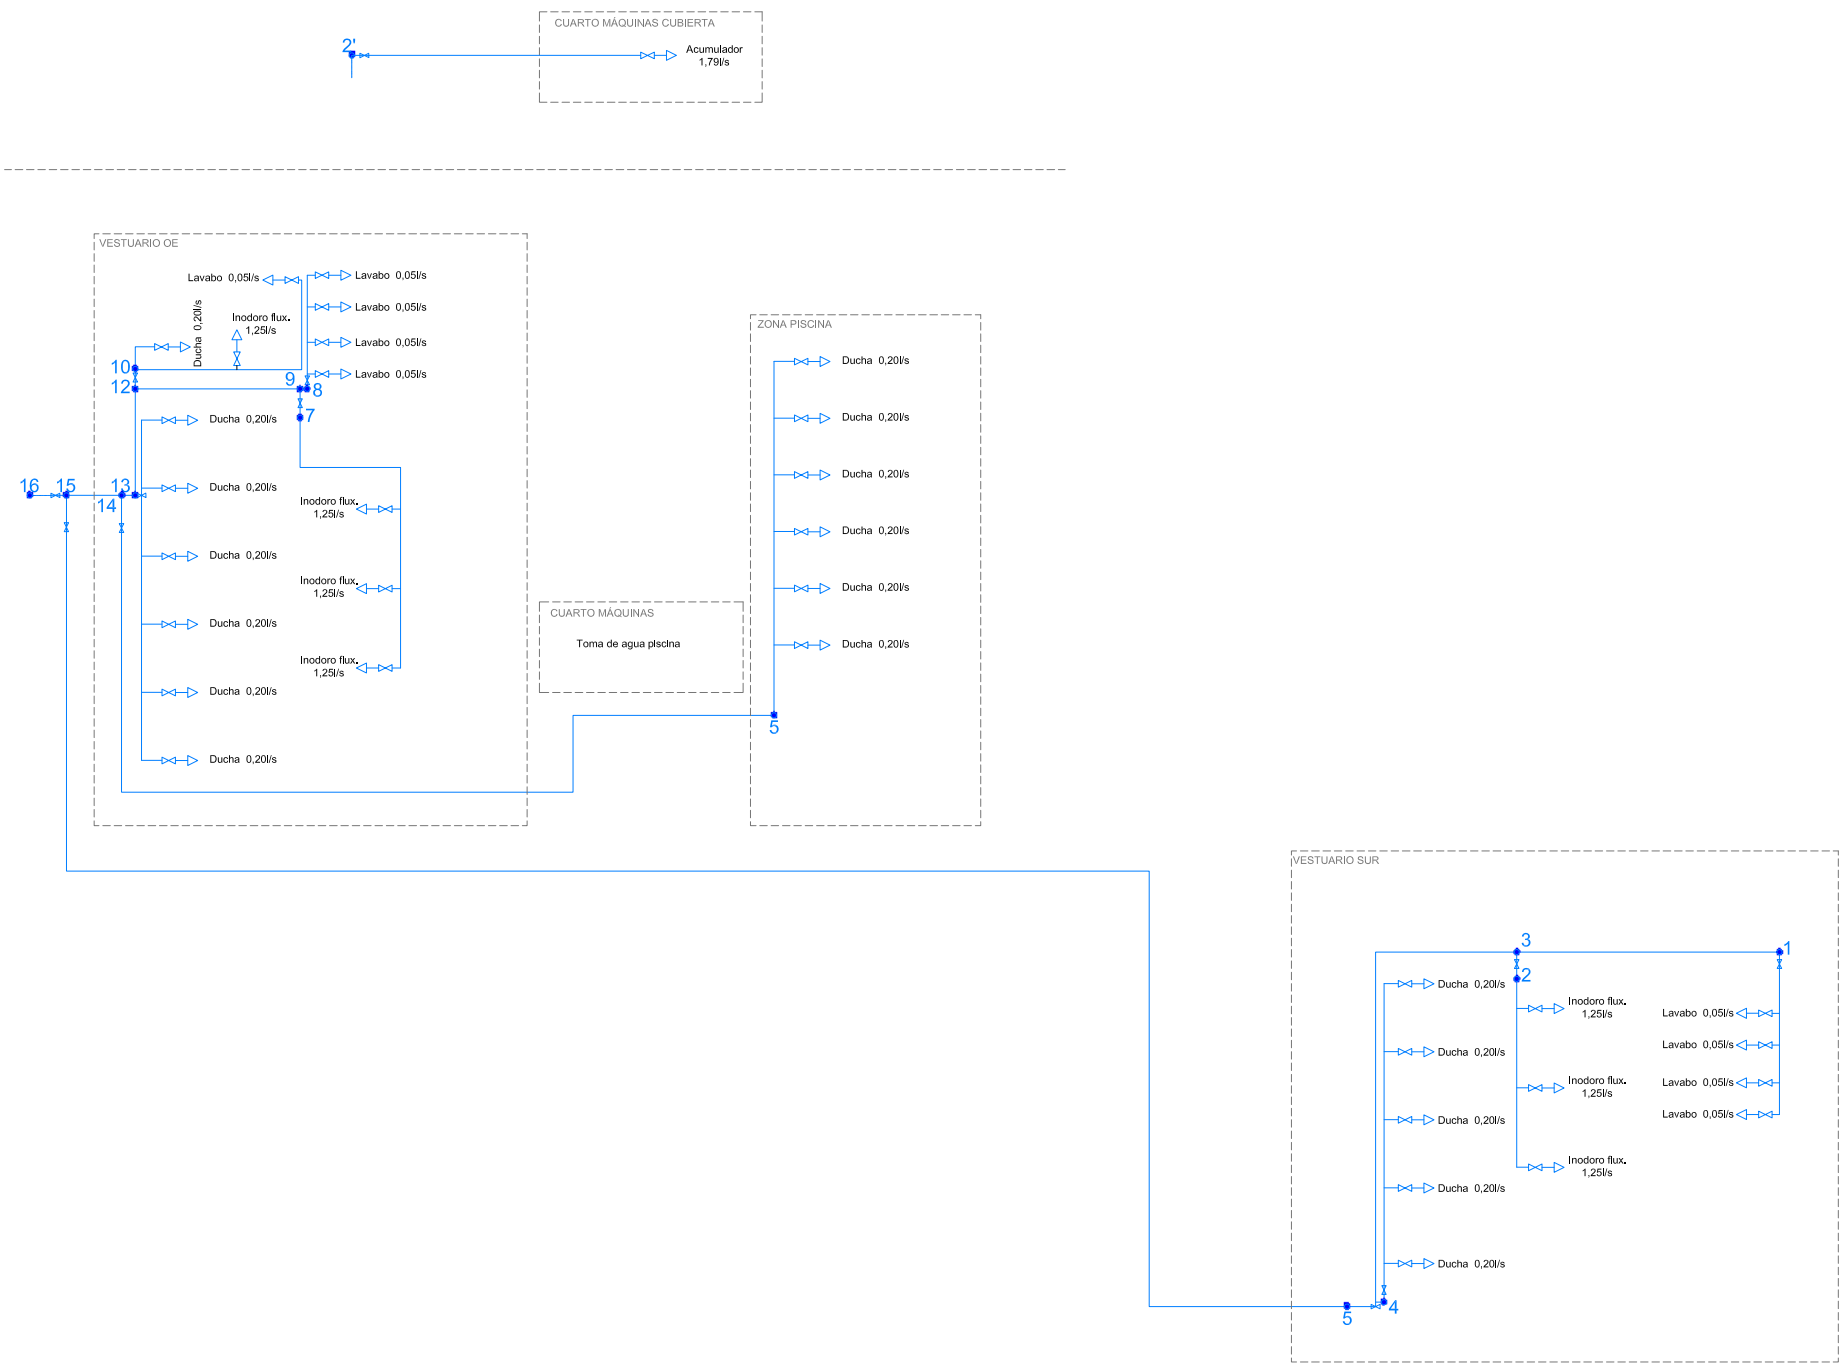 CUARTO MÁQUINAS CUBIERTA
2'
Acumulador
1,79l/s
VESTUARIO OE
Lavabo 0,05l/s
Lavabo 0,05l/s
Ducha 0,20l/s
Lavabo 0,05l/s
Inodoro flux.
1,25l/s
Lavabo 0,05l/s
10
Lavabo 0,05l/s
12
9
8
7
Ducha 0,20l/s
16
15
13
14
Ducha 0,20l/s
Inodoro flux.
1,25l/s
Ducha 0,20l/s
Inodoro flux.
1,25l/s
Ducha 0,20l/s
Inodoro flux.
1,25l/s
Ducha 0,20l/s
Ducha 0,20l/s
CUARTO MÁQUINAS
Toma de agua piscina
ZONA PISCINA
Ducha 0,20l/s
Ducha 0,20l/s
Ducha 0,20l/s
Ducha 0,20l/s
Ducha 0,20l/s
Ducha 0,20l/s
5
VESTUARIO SUR
3
1
2
Ducha 0,20l/s
Inodoro flux.
1,25l/s
Lavabo 0,05l/s
Ducha 0,20l/s
Lavabo 0,05l/s
Inodoro flux.
1,25l/s
Lavabo 0,05l/s
Ducha 0,20l/s
Lavabo 0,05l/s
Inodoro flux.
1,25l/s
Ducha 0,20l/s
Ducha 0,20l/s
5
4